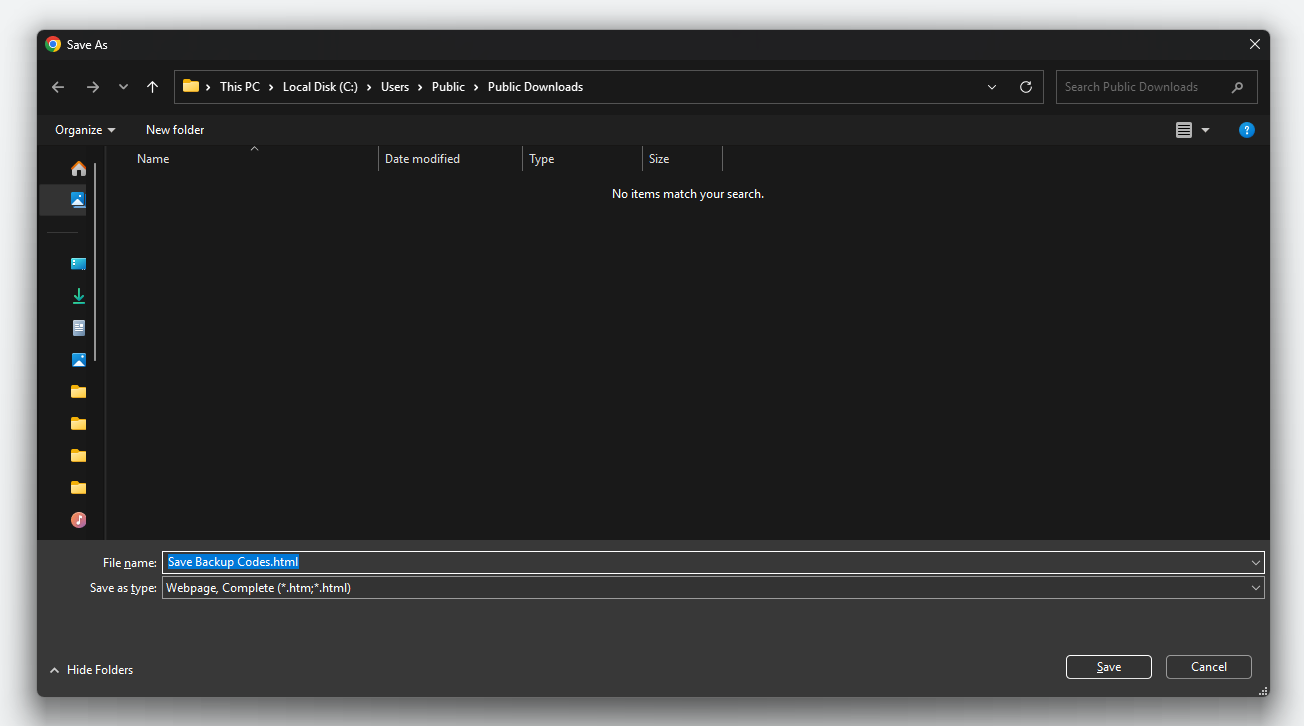 Save As
This PC > Local Disk (C:) > Users > Public > Public Downloads
Search Public Downloads
Organize New folder
Name Date modified Type Size
No items match your search.
File name: Save Backup Codes.html
Save as type: Webpage, Complete (*.htm;*.html)
Hide Folders Save Cancel